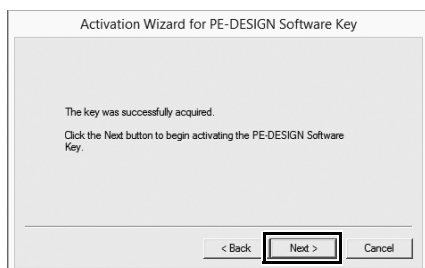 Activation Wizard for PE-DESIGN Software Key
The key was successfully acquired.
Click the Next button to begin activating the PE-DESIGN Software
Key.
< Back
Next >
Cancel